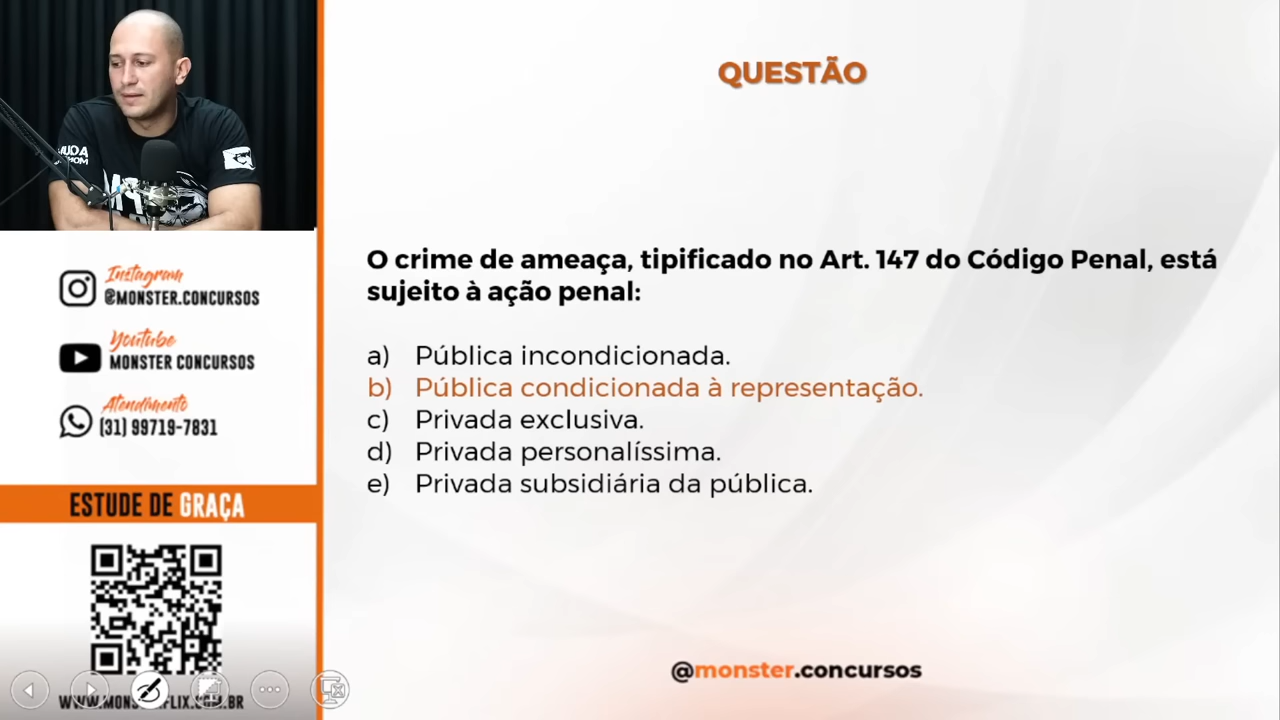 QUESTÃO
O crime de ameaça, tipificado no Art. 147 do Código Penal, está
sujeito à ação penal:
a) Pública incondicionada.
b) Pública condicionada à representação.
c) Privada exclusiva.
d) Privada personalíssima.
e) Privada subsidiária da pública.
@monster.concursos
Instagram
@MONSTER.CONCURSOS
Youtube
MONSTER CONCURSOS
Atendimento
(31) 99719-7831
ESTUDE DE GRAÇA